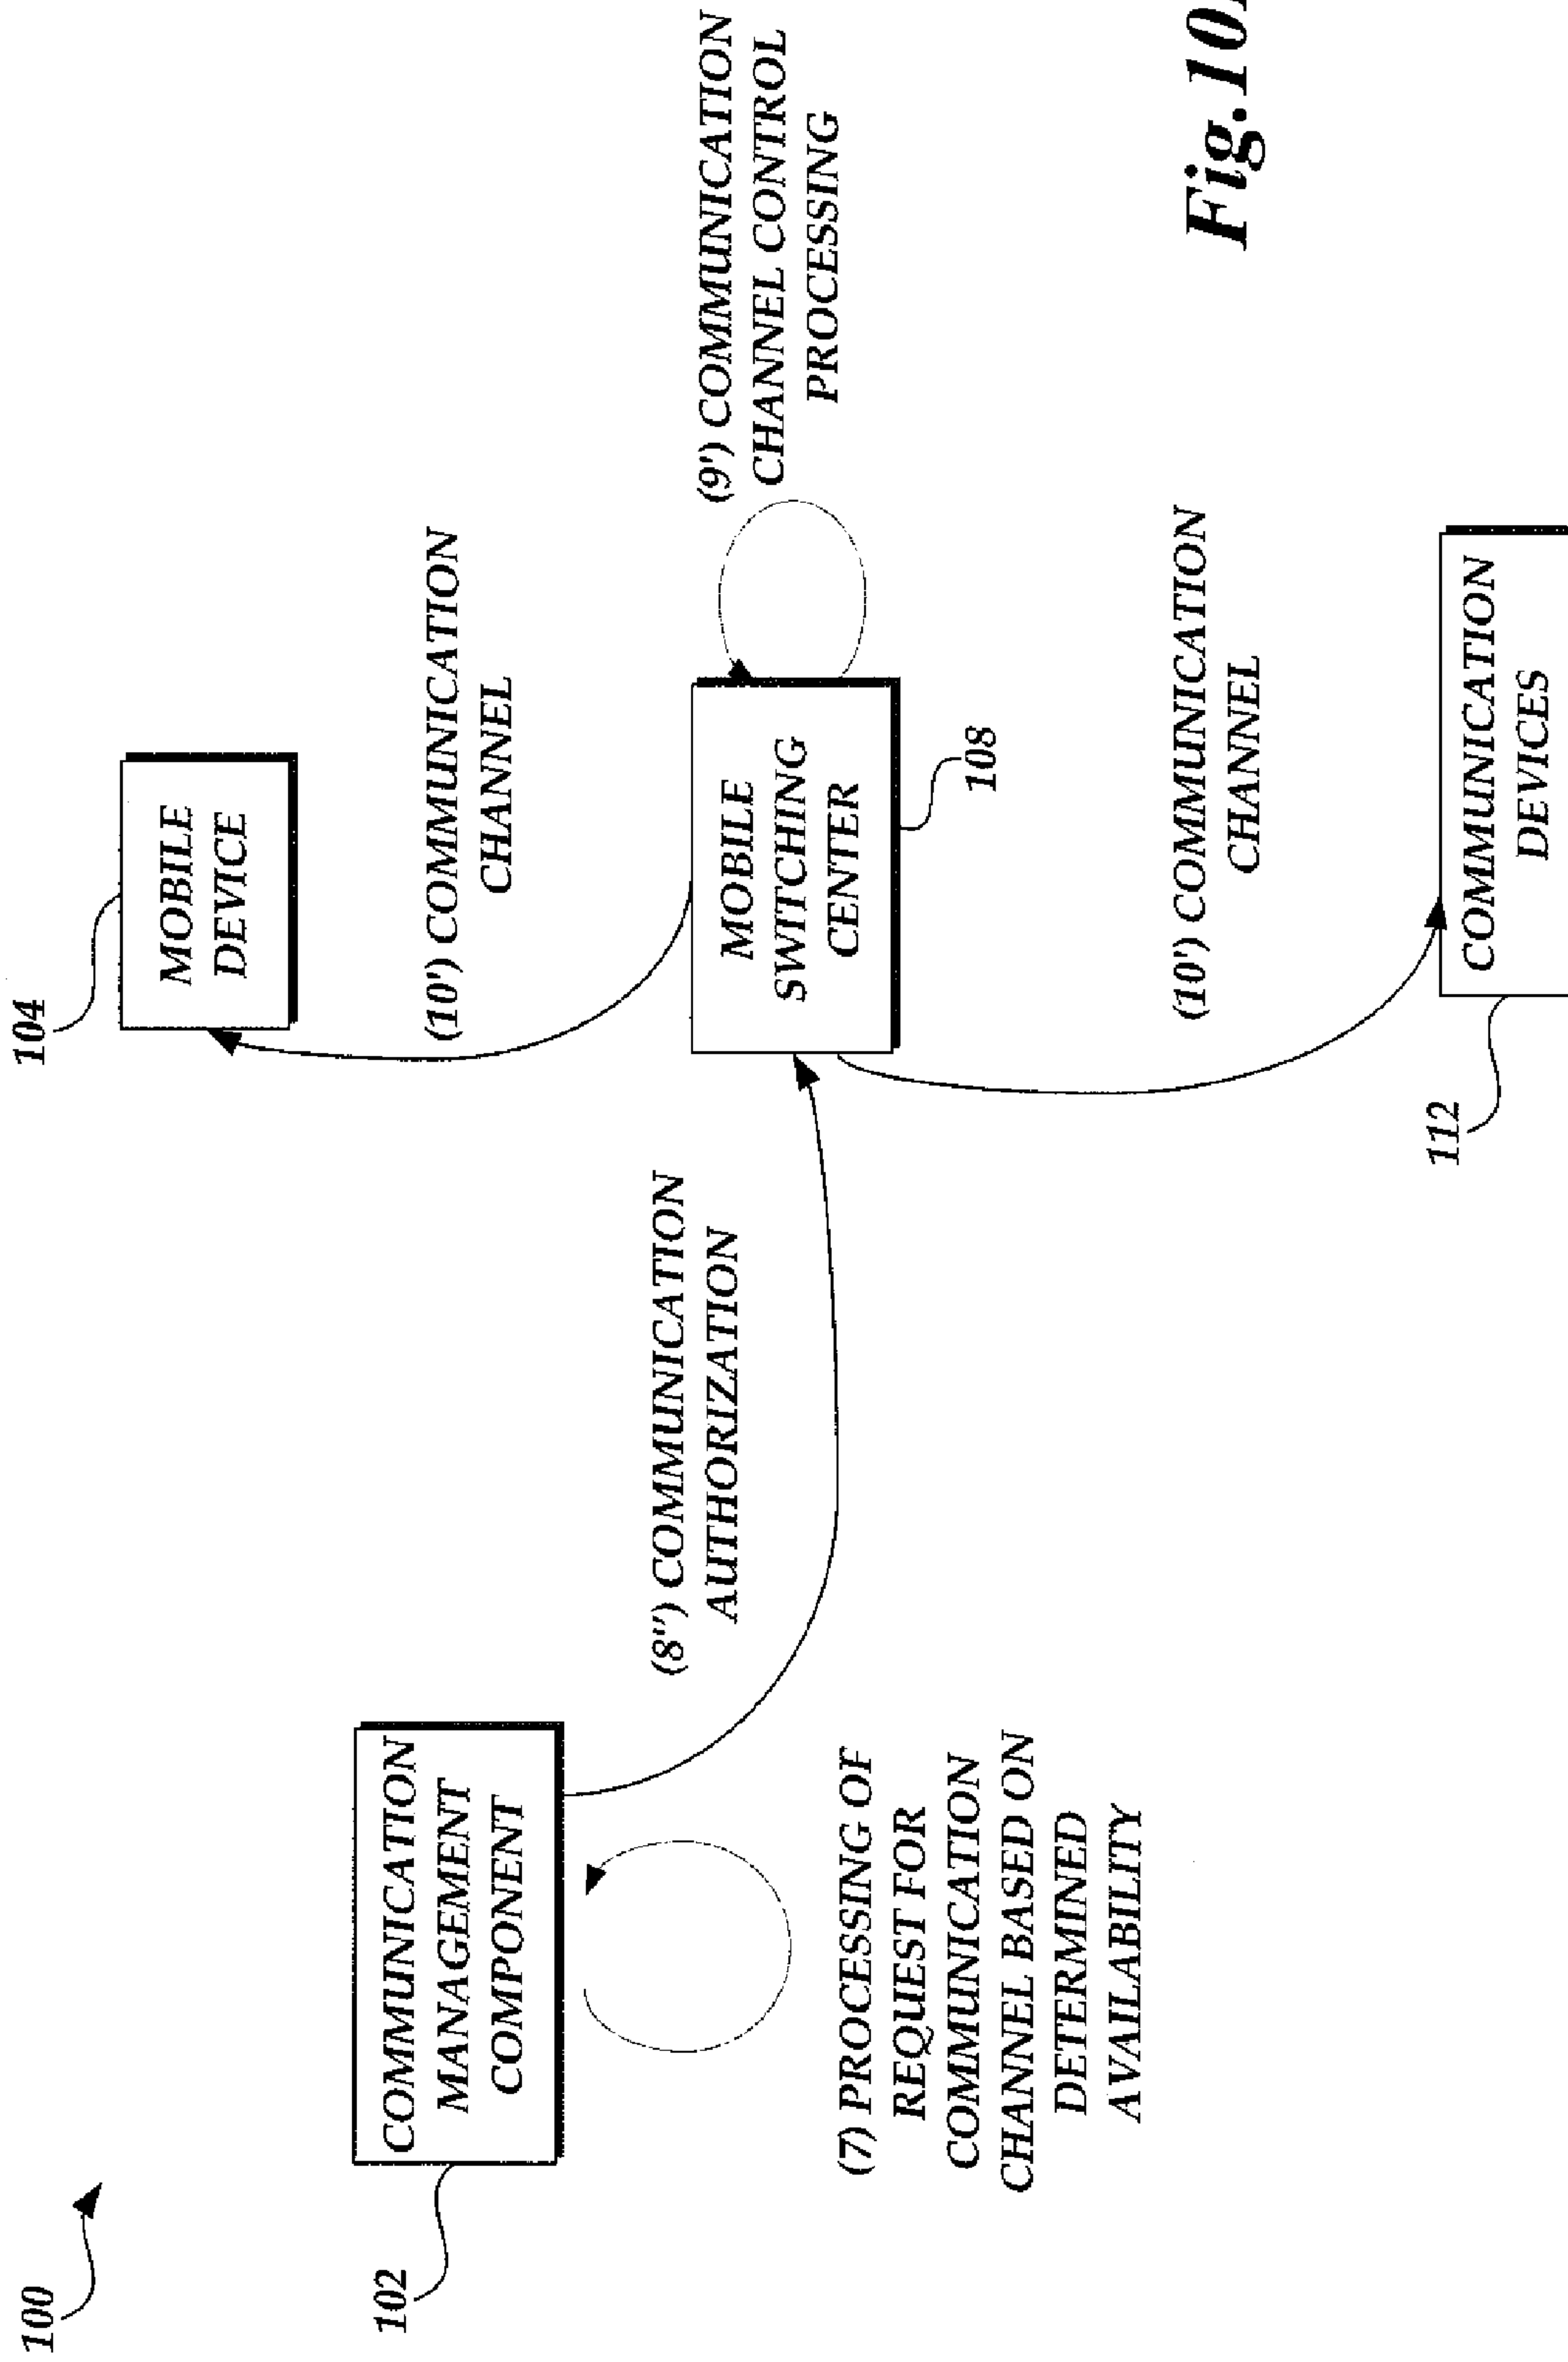 100
104
MOBILE
DEVICE
102
COMMUNICATION
MANAGEMENT
COMPONENT
(10') COMMUNICATION
CHANNEL
(8'') COMMUNICATION
AUTHORIZATION
MOBILE
SWITCHING
CENTER
(9') COMMUNICATION
CHANNEL CONTROL
PROCESSING
108
(7) PROCESSING OF
REQUEST FOR
COMMUNICATION
CHANNEL BASED ON
DETERMINED
AVAILABILITY
(10') COMMUNICATION
CHANNEL
Fig.10
112
COMMUNICATION
DEVICES